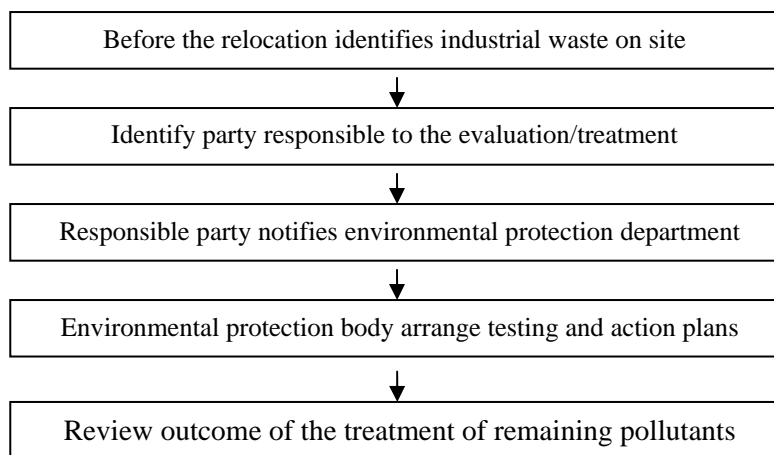 Before the relocation identifies industrial waste on site
Identify party responsible to the evaluation/treatment
Responsible party notifies environmental protection department
Environmental protection body arrange testing and action plans
Review outcome of the treatment of remaining pollutants